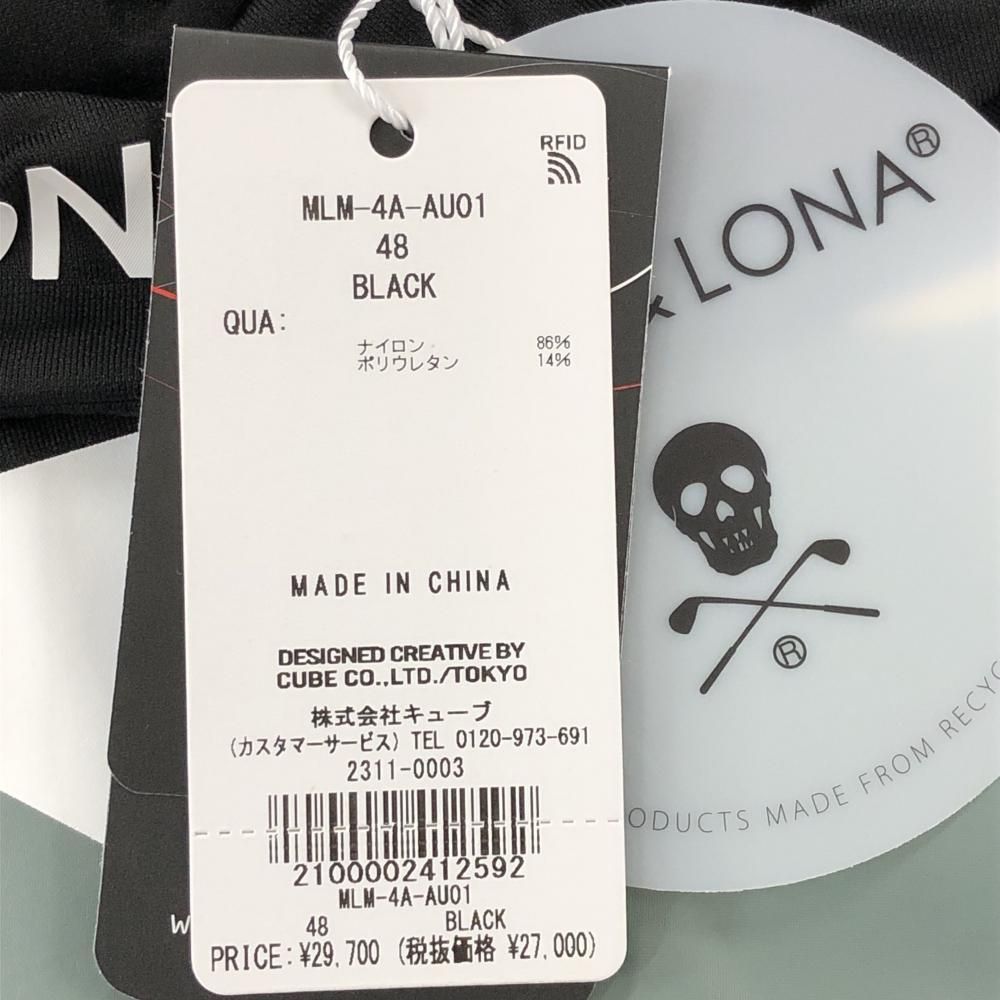 RFID
MLM-4A-AU01
48
BLACK
QUA:
ナイロン 86%
ポリウレタン 14%
MADE IN CHINA
DESIGNED CREATIVE BY
CUBE CO.,LTD./TOKYO
株式会社キューブ
(カスタマーサービス) TEL 0120-973-691
2311-0003
2100002412592
MLM-4A-AU01
48 BLACK
PRICE:¥29,700 (税抜価格 ¥27,000)
LONA®
®
MADE FROM